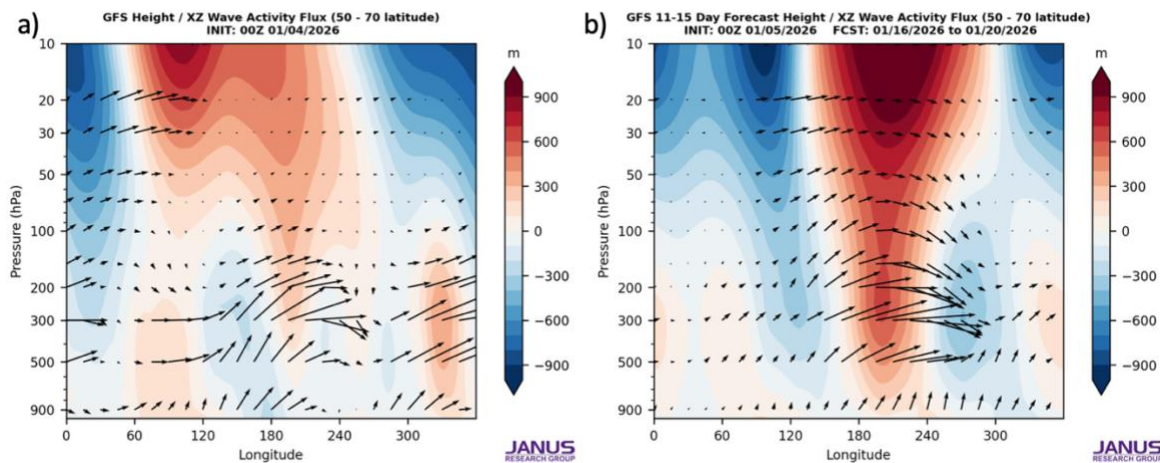 a)
GFS Height / XZ Wave Activity Flux (50 - 70 latitude)
INIT: 00Z 01/04/2026
m
Pressure (hPa)
10
20
30
50
100
200
300
500
900
0
60
120
180
240
300
Longitude
900
600
300
0
−300
−600
−900
JANUS
RESEARCH GROUP
b)
GFS 11-15 Day Forecast Height / XZ Wave Activity Flux (50 - 70 latitude)
INIT: 00Z 01/05/2026 FCST: 01/16/2026 to 01/20/2026
m
Pressure (hPa)
10
20
30
50
100
200
300
500
900
0
60
120
180
240
300
Longitude
900
600
300
0
−300
−600
−900
JANUS
RESEARCH GROUP